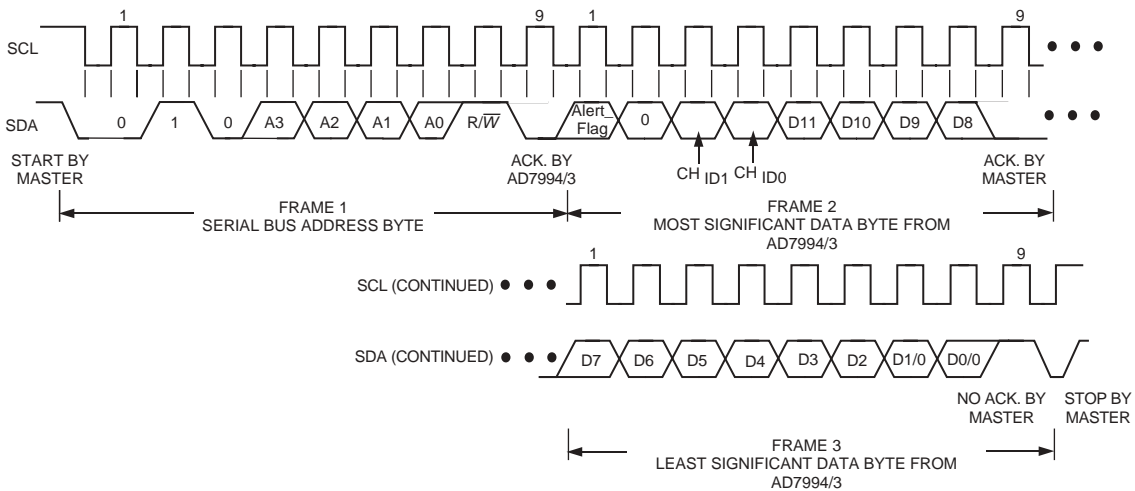 1 9 1 9
SCL
SDA 0 1 0 A3 A2 A1 A0 R/W Alert_ 0 D11 D10 D9 D8
Flag
START BY
MASTER
ACK. BY
AD7994/3
CH ID1 CH ID0
ACK. BY
MASTER
FRAME 1
SERIAL BUS ADDRESS BYTE
FRAME 2
MOST SIGNIFICANT DATA BYTE FROM
AD7994/3
1 9
SCL (CONTINUED)
SDA (CONTINUED) D7 D6 D5 D4 D3 D2 D1/0 D0/0
NO ACK. BY
MASTER
STOP BY
MASTER
FRAME 3
LEAST SIGNIFICANT DATA BYTE FROM
AD7994/3